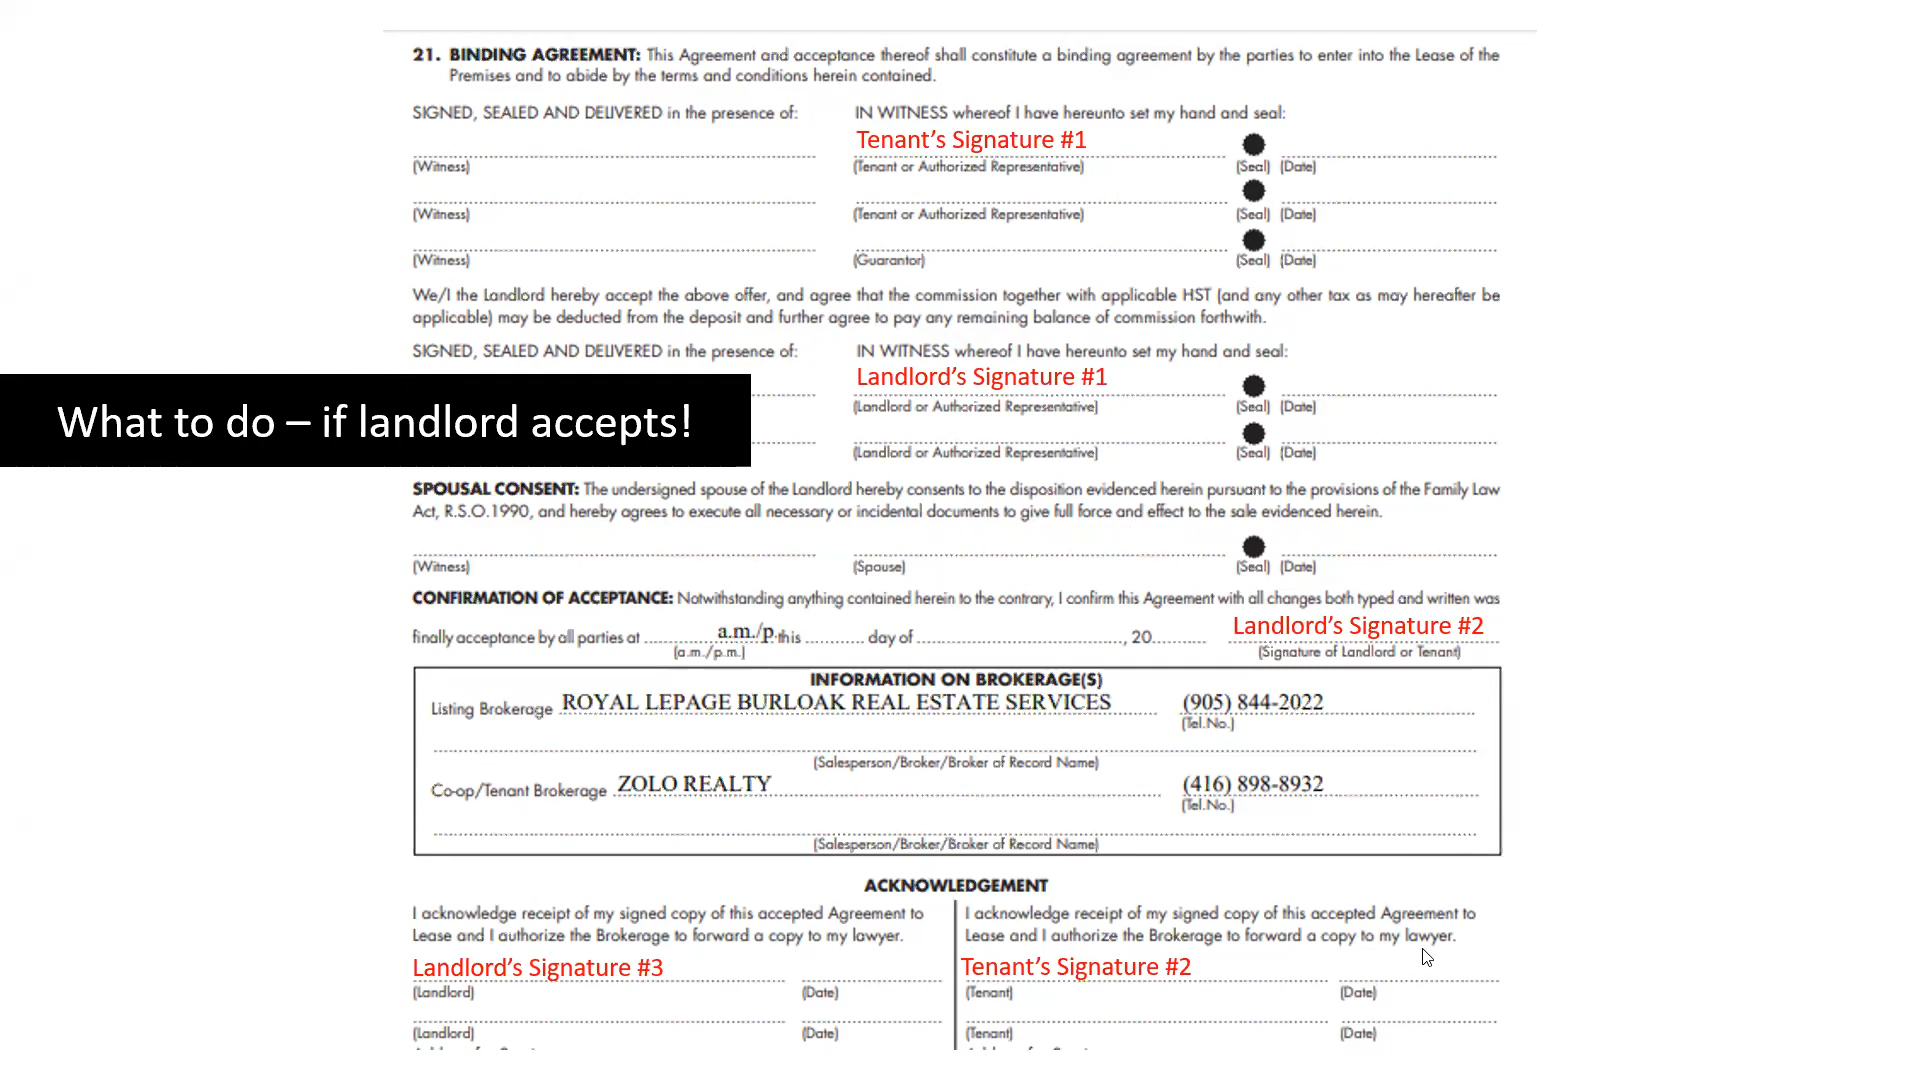 21. BINDING AGREEMENT: This Agreement and acceptance thereof shall constitute a binding agreement by the parties to enter into the Lease of the
Premises and to abide by the terms and conditions herein contained.
SIGNED, SEALED AND DELIVERED in the presence of: IN WITNESS whereof I have hereunto set my hand and seal:
Tenant's Signature #1
(Witness) (Tenant or Authorized Representative) (Seal) (Date)
(Witness) (Tenant or Authorized Representative) (Seal) (Date)
(Witness) (Guarantor) (Seal) (Date)
We/I the Landlord hereby accept the above offer, and agree that the commission together with applicable HST (and any other tax as may hereafter be
applicable) may be deducted from the deposit and further agree to pay any remaining balance of commission forthwith.
SIGNED, SEALED AND DELIVERED in the presence of: IN WITNESS whereof I have hereunto set my hand and seal:
Landlord's Signature #1
(Landlord or Authorized Representative) (Seal) (Date)
What to do – if landlord accepts!
(Landlord or Authorized Representative) (Seal) (Date)
SPOUSAL CONSENT: The undersigned spouse of the Landlord hereby consents to the disposition evidenced herein pursuant to the provisions of the Family Law
Act, R.S.O.1990, and hereby agrees to execute all necessary or incidental documents to give full force and effect to the sale evidenced herein.
(Witness) (Spouse) (Seal) (Date)
CONFIRMATION OF ACCEPTANCE: Notwithstanding anything contained herein to the contrary, I confirm this Agreement with all changes both typed and written was
finally acceptance by all parties at a.m./p. this day of , 20 Landlord's Signature #2
(a.m./p.m.) (Signature of Landlord or Tenant)
INFORMATION ON BROKERAGE(S)
Listing Brokerage ROYAL LEPAGE BURLOAK REAL ESTATE SERVICES (905) 844-2022
(Tel.No.)
(Salesperson/Broker/Broker of Record Name)
Co-op/Tenant Brokerage ZOLO REALTY (416) 898-8932
(Tel.No.)
(Salesperson/Broker/Broker of Record Name)
ACKNOWLEDGEMENT
I acknowledge receipt of my signed copy of this accepted Agreement to
Lease and I authorize the Brokerage to forward a copy to my lawyer.
Landlord's Signature #3
(Landlord) (Date)
(Landlord) (Date)
I acknowledge receipt of my signed copy of this accepted Agreement to
Lease and I authorize the Brokerage to forward a copy to my lawyer.
Tenant's Signature #2
(Tenant) (Date)
(Tenant) (Date)